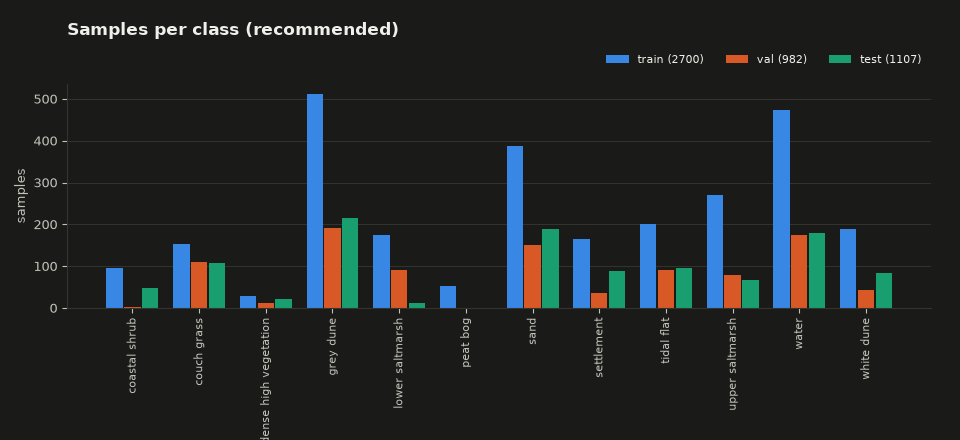 Samples per class (recommended)
train (2700)
val (982)
test (1107)
samples
500
400
300
200
100
0
coastal shrub
couch grass
dense high vegetation
grey dune
lower saltmarsh
peat bog
sand
settlement
tidal flat
upper saltmarsh
water
white dune